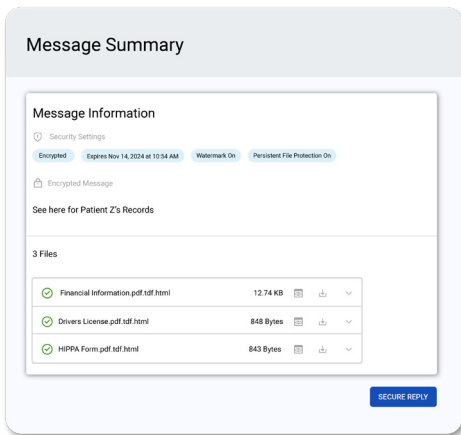 Message Summary
Message Information
Security Settings
Encrypted Expires Nov 14, 2024 at 10:54 AM Watermark On Persistent File Protection On
Encrypted Message
See here for Patient Z's Records
3 Files
Financial Information.pdf.tdf.html 12.74 KB
Drivers License.pdf.tdf.html 848 Bytes
HIPPA Form.pdf.tdf.html 843 Bytes
SECURE REPLY